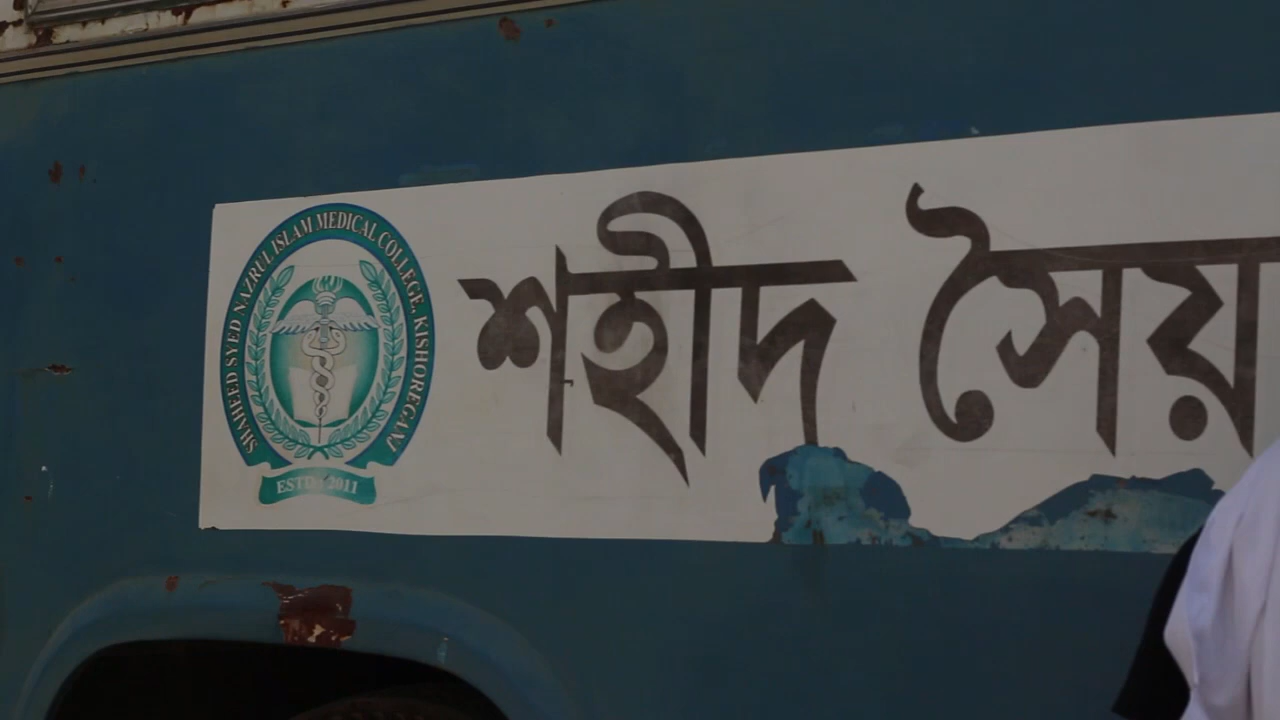 SHAHEED SYED NAZRUL ISLAM MEDICAL COLLEGE, KISHOREGANJ
ESTD: 2011
শহীদ সৈয়